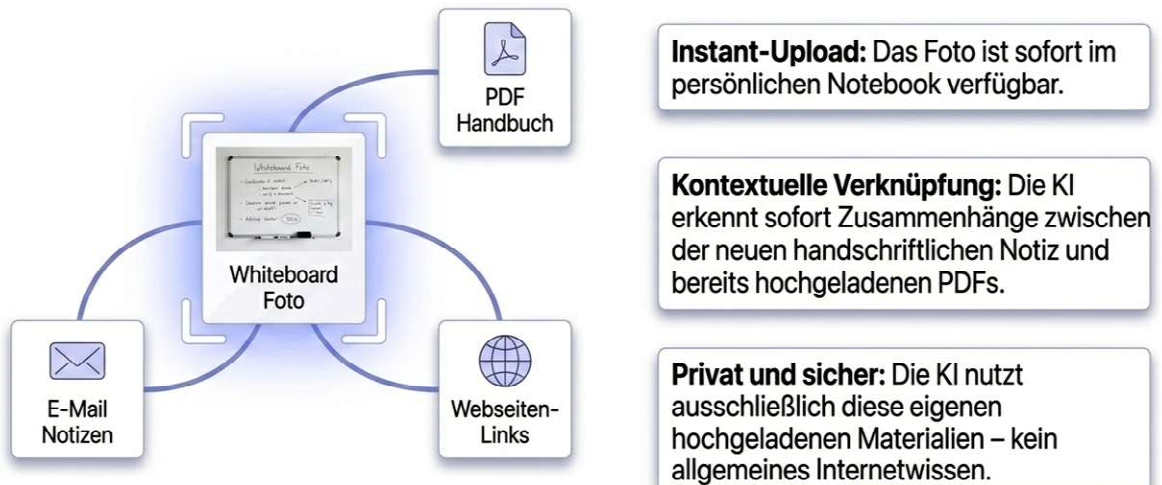 PDF
Handbuch
Whiteboard Foto
Whiteboard
Foto
E-Mail
Notizen
Webseiten-
Links
Instant-Upload: Das Foto ist sofort im
persönlichen Notebook verfügbar.
Kontextuelle Verknüpfung: Die KI
erkennt sofort Zusammenhänge zwischen
der neuen handschriftlichen Notiz und
bereits hochgeladenen PDFs.
Privat und sicher: Die KI nutzt
ausschließlich diese eigenen
hochgeladenen Materialien – kein
allgemeines Internetwissen.